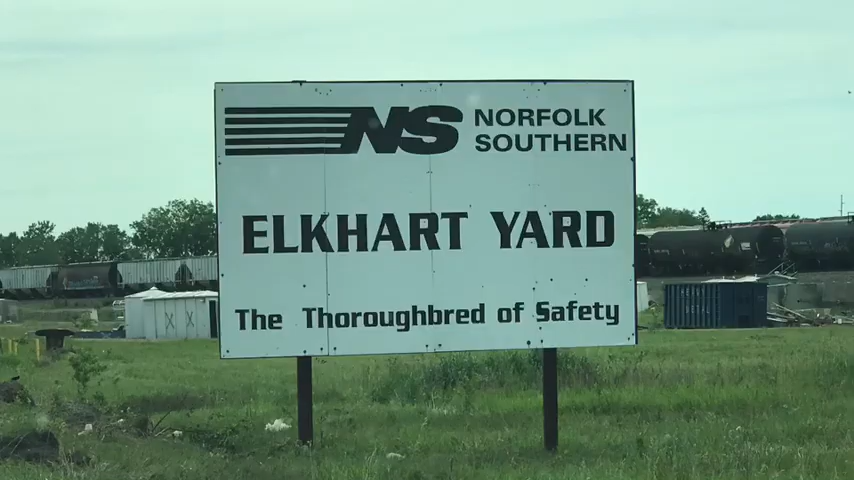 NS NORFOLK
SOUTHERN
ELKHART YARD
The Thoroughbred of Safety